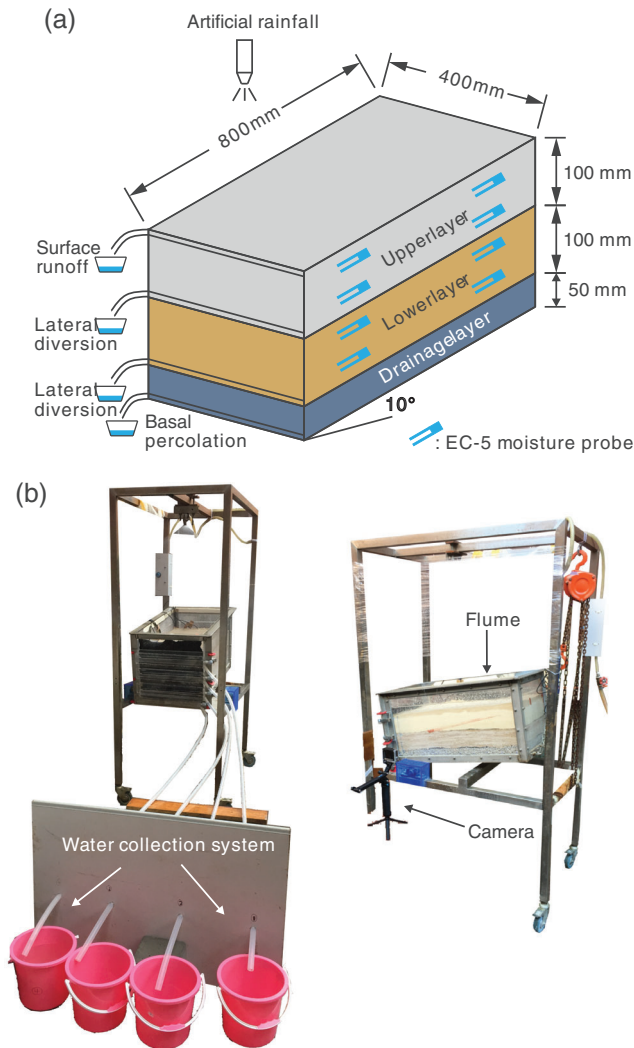 (a)
Artificial rainfall
800mm
400mm
100 mm
100 mm
50 mm
Upperlayer
Lowerlayer
Drainagelayer
Surface
runoff
Lateral
diversion
Lateral
diversion
Basal
percolation
10°
: EC-5 moisture probe
(b)
Flume
Camera
Water collection system